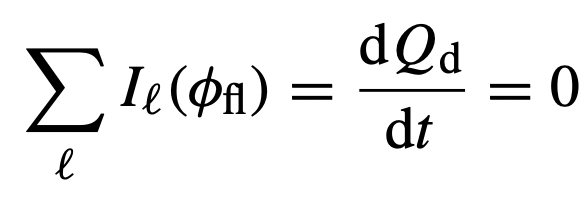 ∑_ℓ I_ℓ(ϕ_fl) = dQ_d/dt = 0